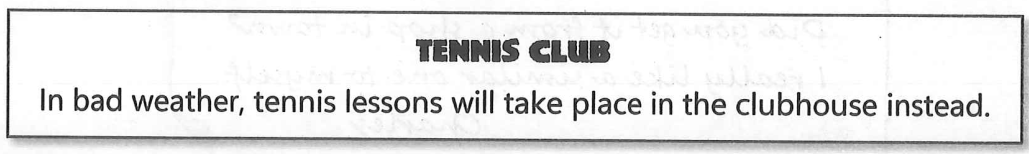 TENNIS CLUB
In bad weather, tennis lessons will take place in the clubhouse instead.